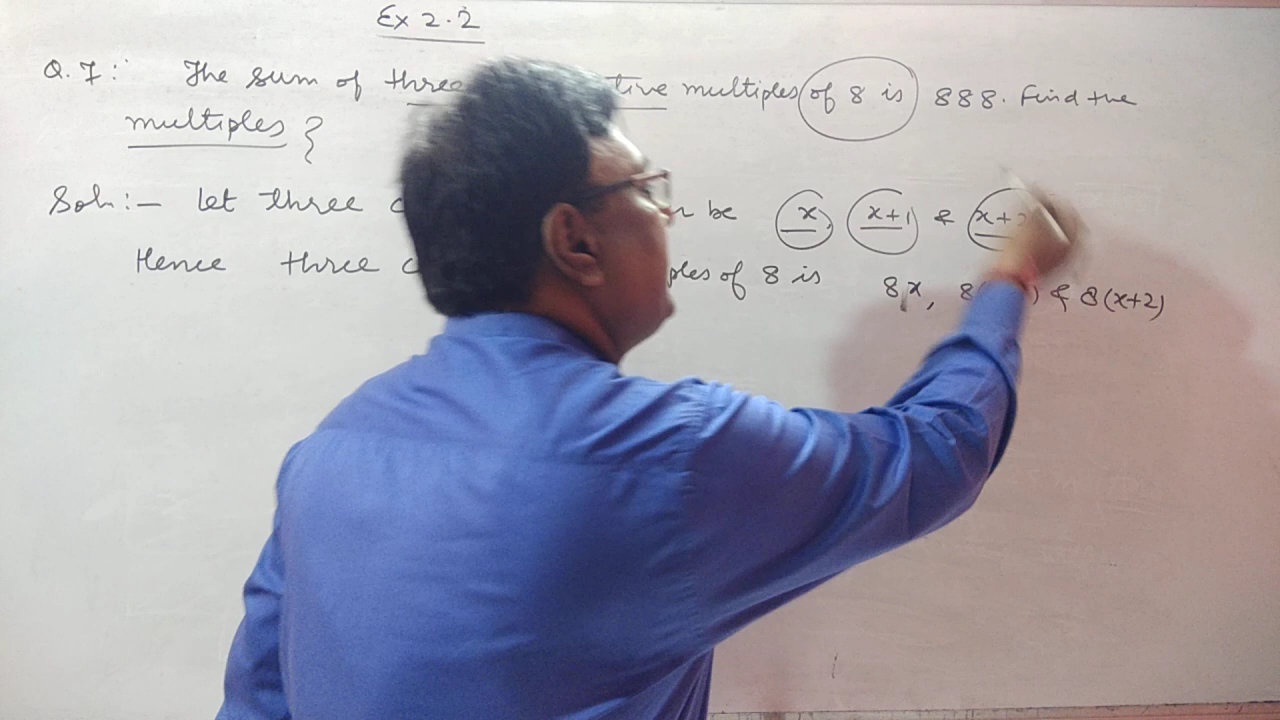 Ex 2.2
Q.7:- The sum of three tive multiples of 8 is 888. Find the
multiples }
Soln:- Let three c n be x, x+1 & x+2
Hence three c ples of 8 is 8x, 8( ) & 8(x+2)